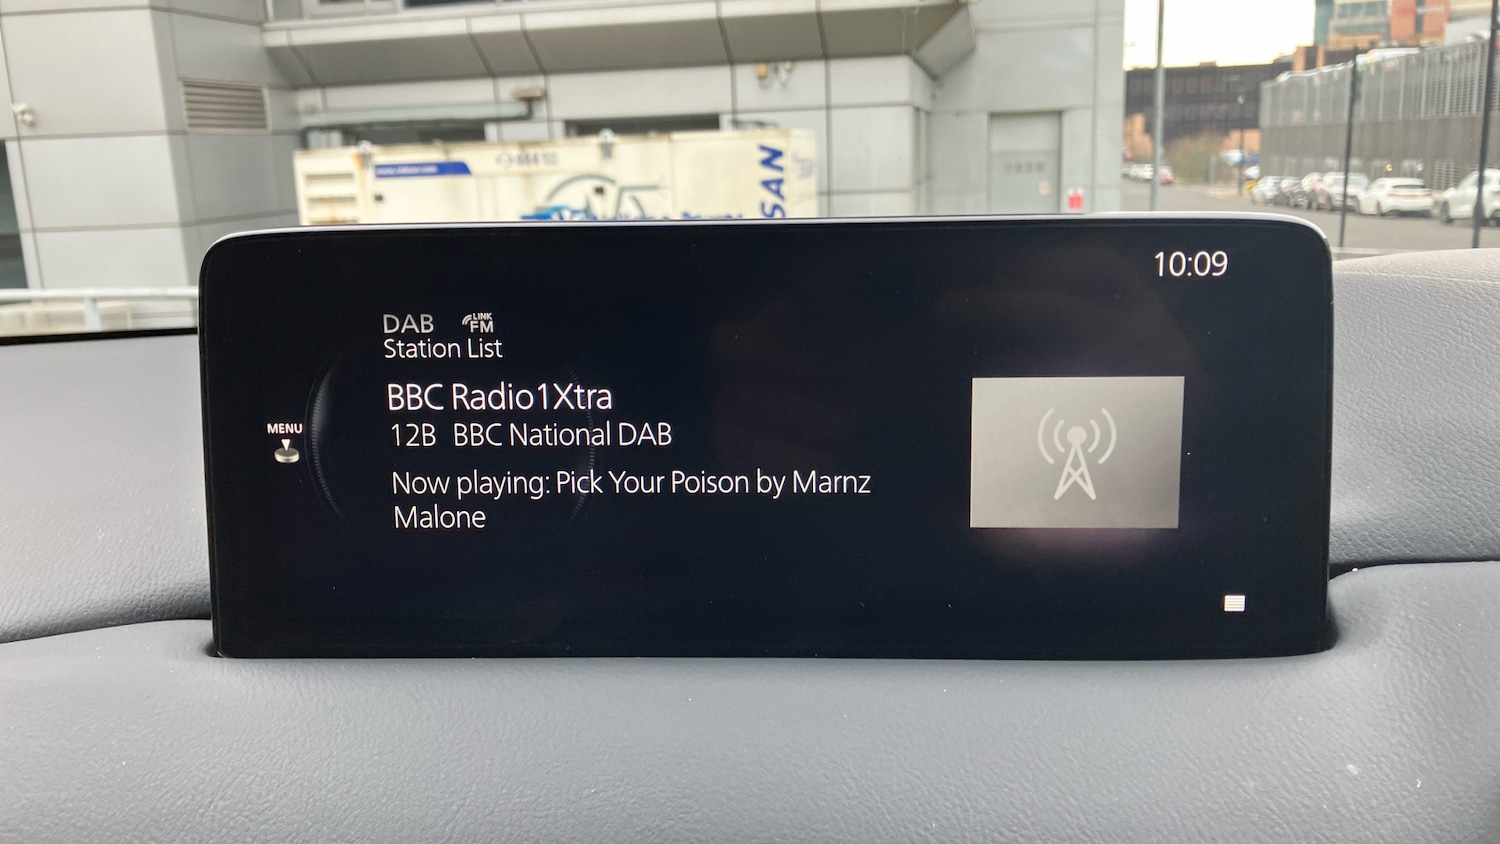 SAN
10:09
DAB LINK FM
Station List
BBC Radio1Xtra
12B BBC National DAB
MENU
Now playing: Pick Your Poison by Marnz
Malone